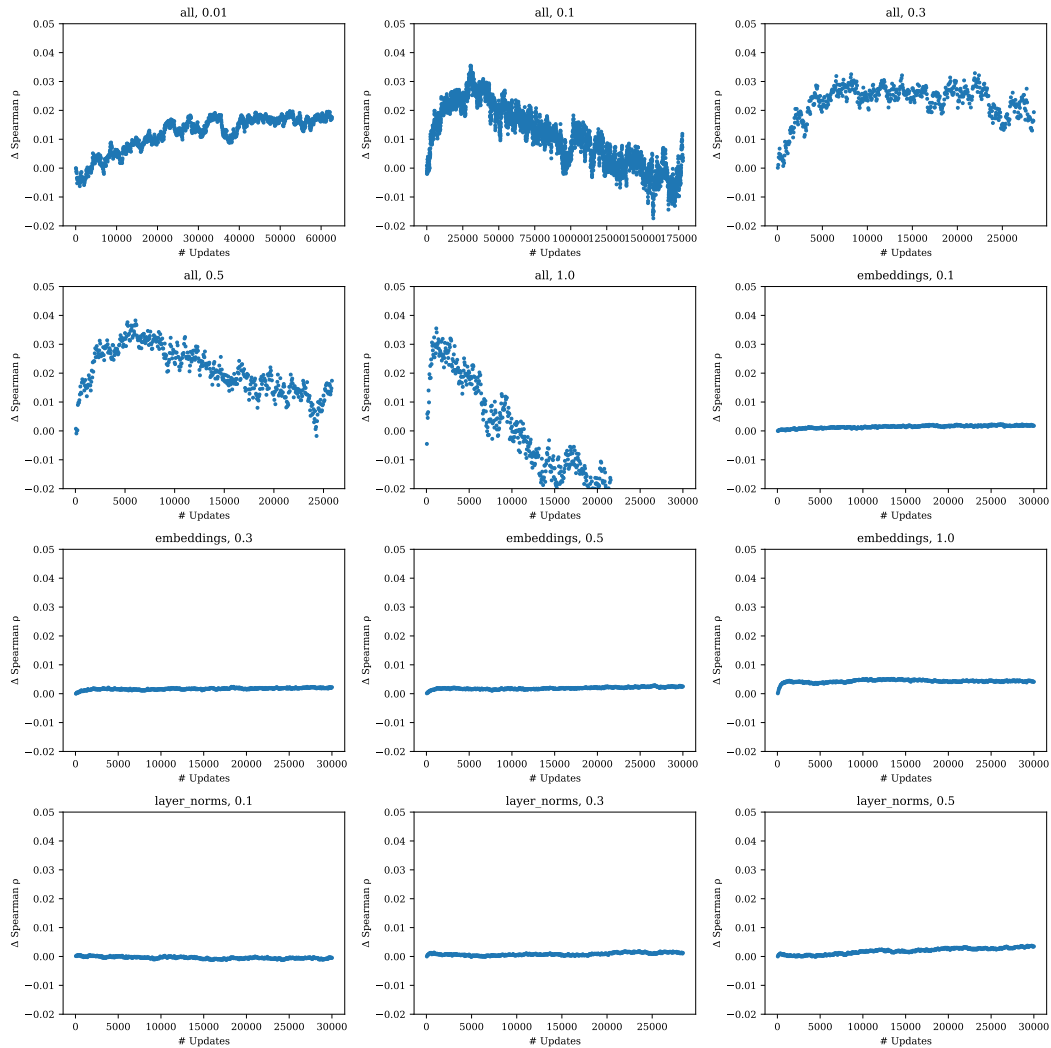 all, 0.01
0.05
0.04
0.03
0.02
0.01
0.00
−0.01
−0.02
Δ Spearman ρ
0 10000 20000 30000 40000 50000 60000
# Updates
all, 0.1
0.05
0.04
0.03
0.02
0.01
0.00
−0.01
−0.02
Δ Spearman ρ
0 25000 50000 75000 100000 125000 150000 175000
# Updates
all, 0.3
0.05
0.04
0.03
0.02
0.01
0.00
−0.01
−0.02
Δ Spearman ρ
0 5000 10000 15000 20000 25000
# Updates
all, 0.5
0.05
0.04
0.03
0.02
0.01
0.00
−0.01
−0.02
Δ Spearman ρ
0 5000 10000 15000 20000 25000
# Updates
all, 1.0
0.05
0.04
0.03
0.02
0.01
0.00
−0.01
−0.02
Δ Spearman ρ
0 5000 10000 15000 20000 25000 30000
# Updates
embeddings, 0.1
0.05
0.04
0.03
0.02
0.01
0.00
−0.01
−0.02
Δ Spearman ρ
0 5000 10000 15000 20000 25000 30000
# Updates
embeddings, 0.3
0.05
0.04
0.03
0.02
0.01
0.00
−0.01
−0.02
Δ Spearman ρ
0 5000 10000 15000 20000 25000 30000
# Updates
embeddings, 0.5
0.05
0.04
0.03
0.02
0.01
0.00
−0.01
−0.02
Δ Spearman ρ
0 5000 10000 15000 20000 25000 30000
# Updates
embeddings, 1.0
0.05
0.04
0.03
0.02
0.01
0.00
−0.01
−0.02
Δ Spearman ρ
0 5000 10000 15000 20000 25000 30000
# Updates
layer_norms, 0.1
0.05
0.04
0.03
0.02
0.01
0.00
−0.01
−0.02
Δ Spearman ρ
0 5000 10000 15000 20000 25000 30000
# Updates
layer_norms, 0.3
0.05
0.04
0.03
0.02
0.01
0.00
−0.01
−0.02
Δ Spearman ρ
0 5000 10000 15000 20000 25000
# Updates
layer_norms, 0.5
0.05
0.04
0.03
0.02
0.01
0.00
−0.01
−0.02
Δ Spearman ρ
0 5000 10000 15000 20000 25000 30000
# Updates